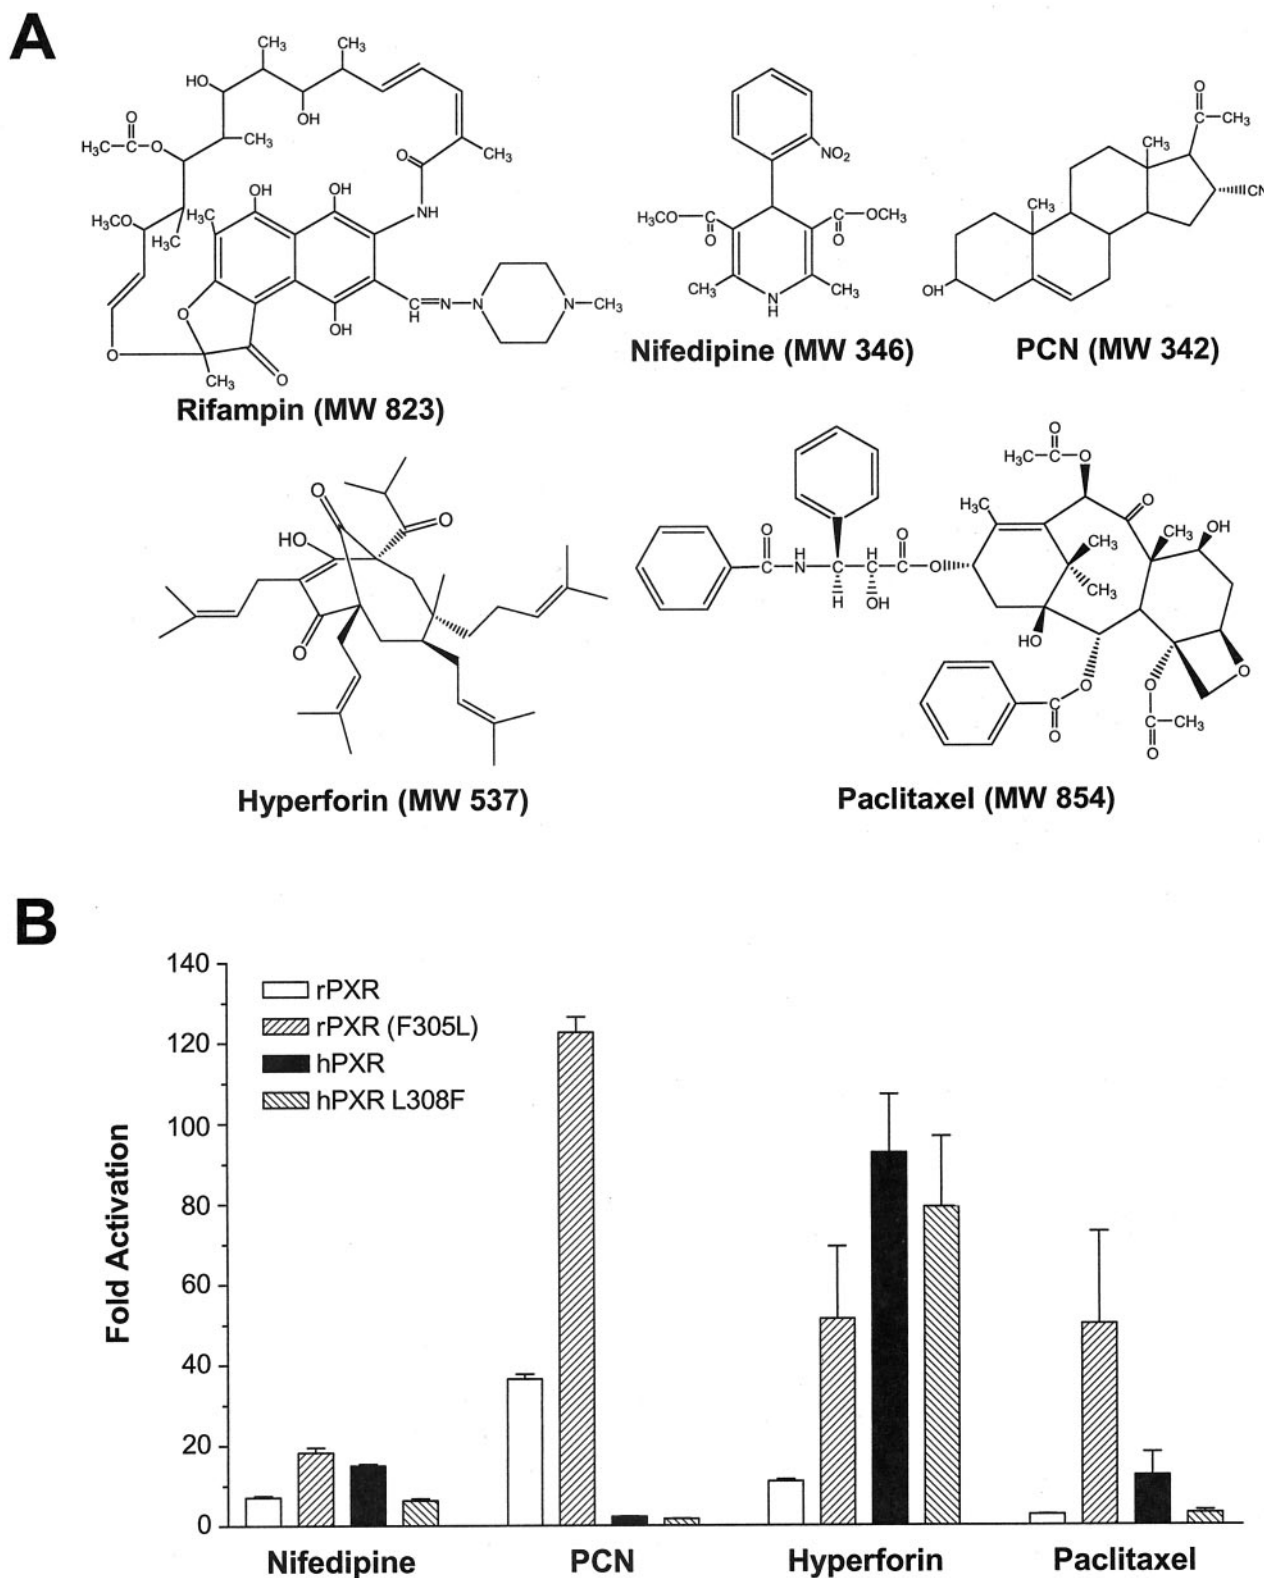 A
CH₃
CH₃
HO
OH
O
H₃C-C-O
CH₃
CH₃
O
OH
OH
NH
H₃CO
H₃C
H₃C
O
C=N-N
H
N-CH₃
OH
O
CH₃
O
Rifampin (MW 823)
NO₂
H₃CO-C
O
C-OCH₃
O
CH₃
N
H
CH₃
Nifedipine (MW 346)
O
C-CH₃
CH₃
CH₃
CN
OH
PCN (MW 342)
O
O
HO
O
Hyperforin (MW 537)
O
H₃C-C-O
O
H₃C
CH₃
OH
O
C-N
H
H
C-O
O
H
OH
CH₃
CH₃
HO
O
C
O
O
C-CH₃
O
O
Paclitaxel (MW 854)
B
140
120
100
80
60
40
20
0
Fold Activation
rPXR
rPXR (F305L)
hPXR
hPXR L308F
Nifedipine
PCN
Hyperforin
Paclitaxel